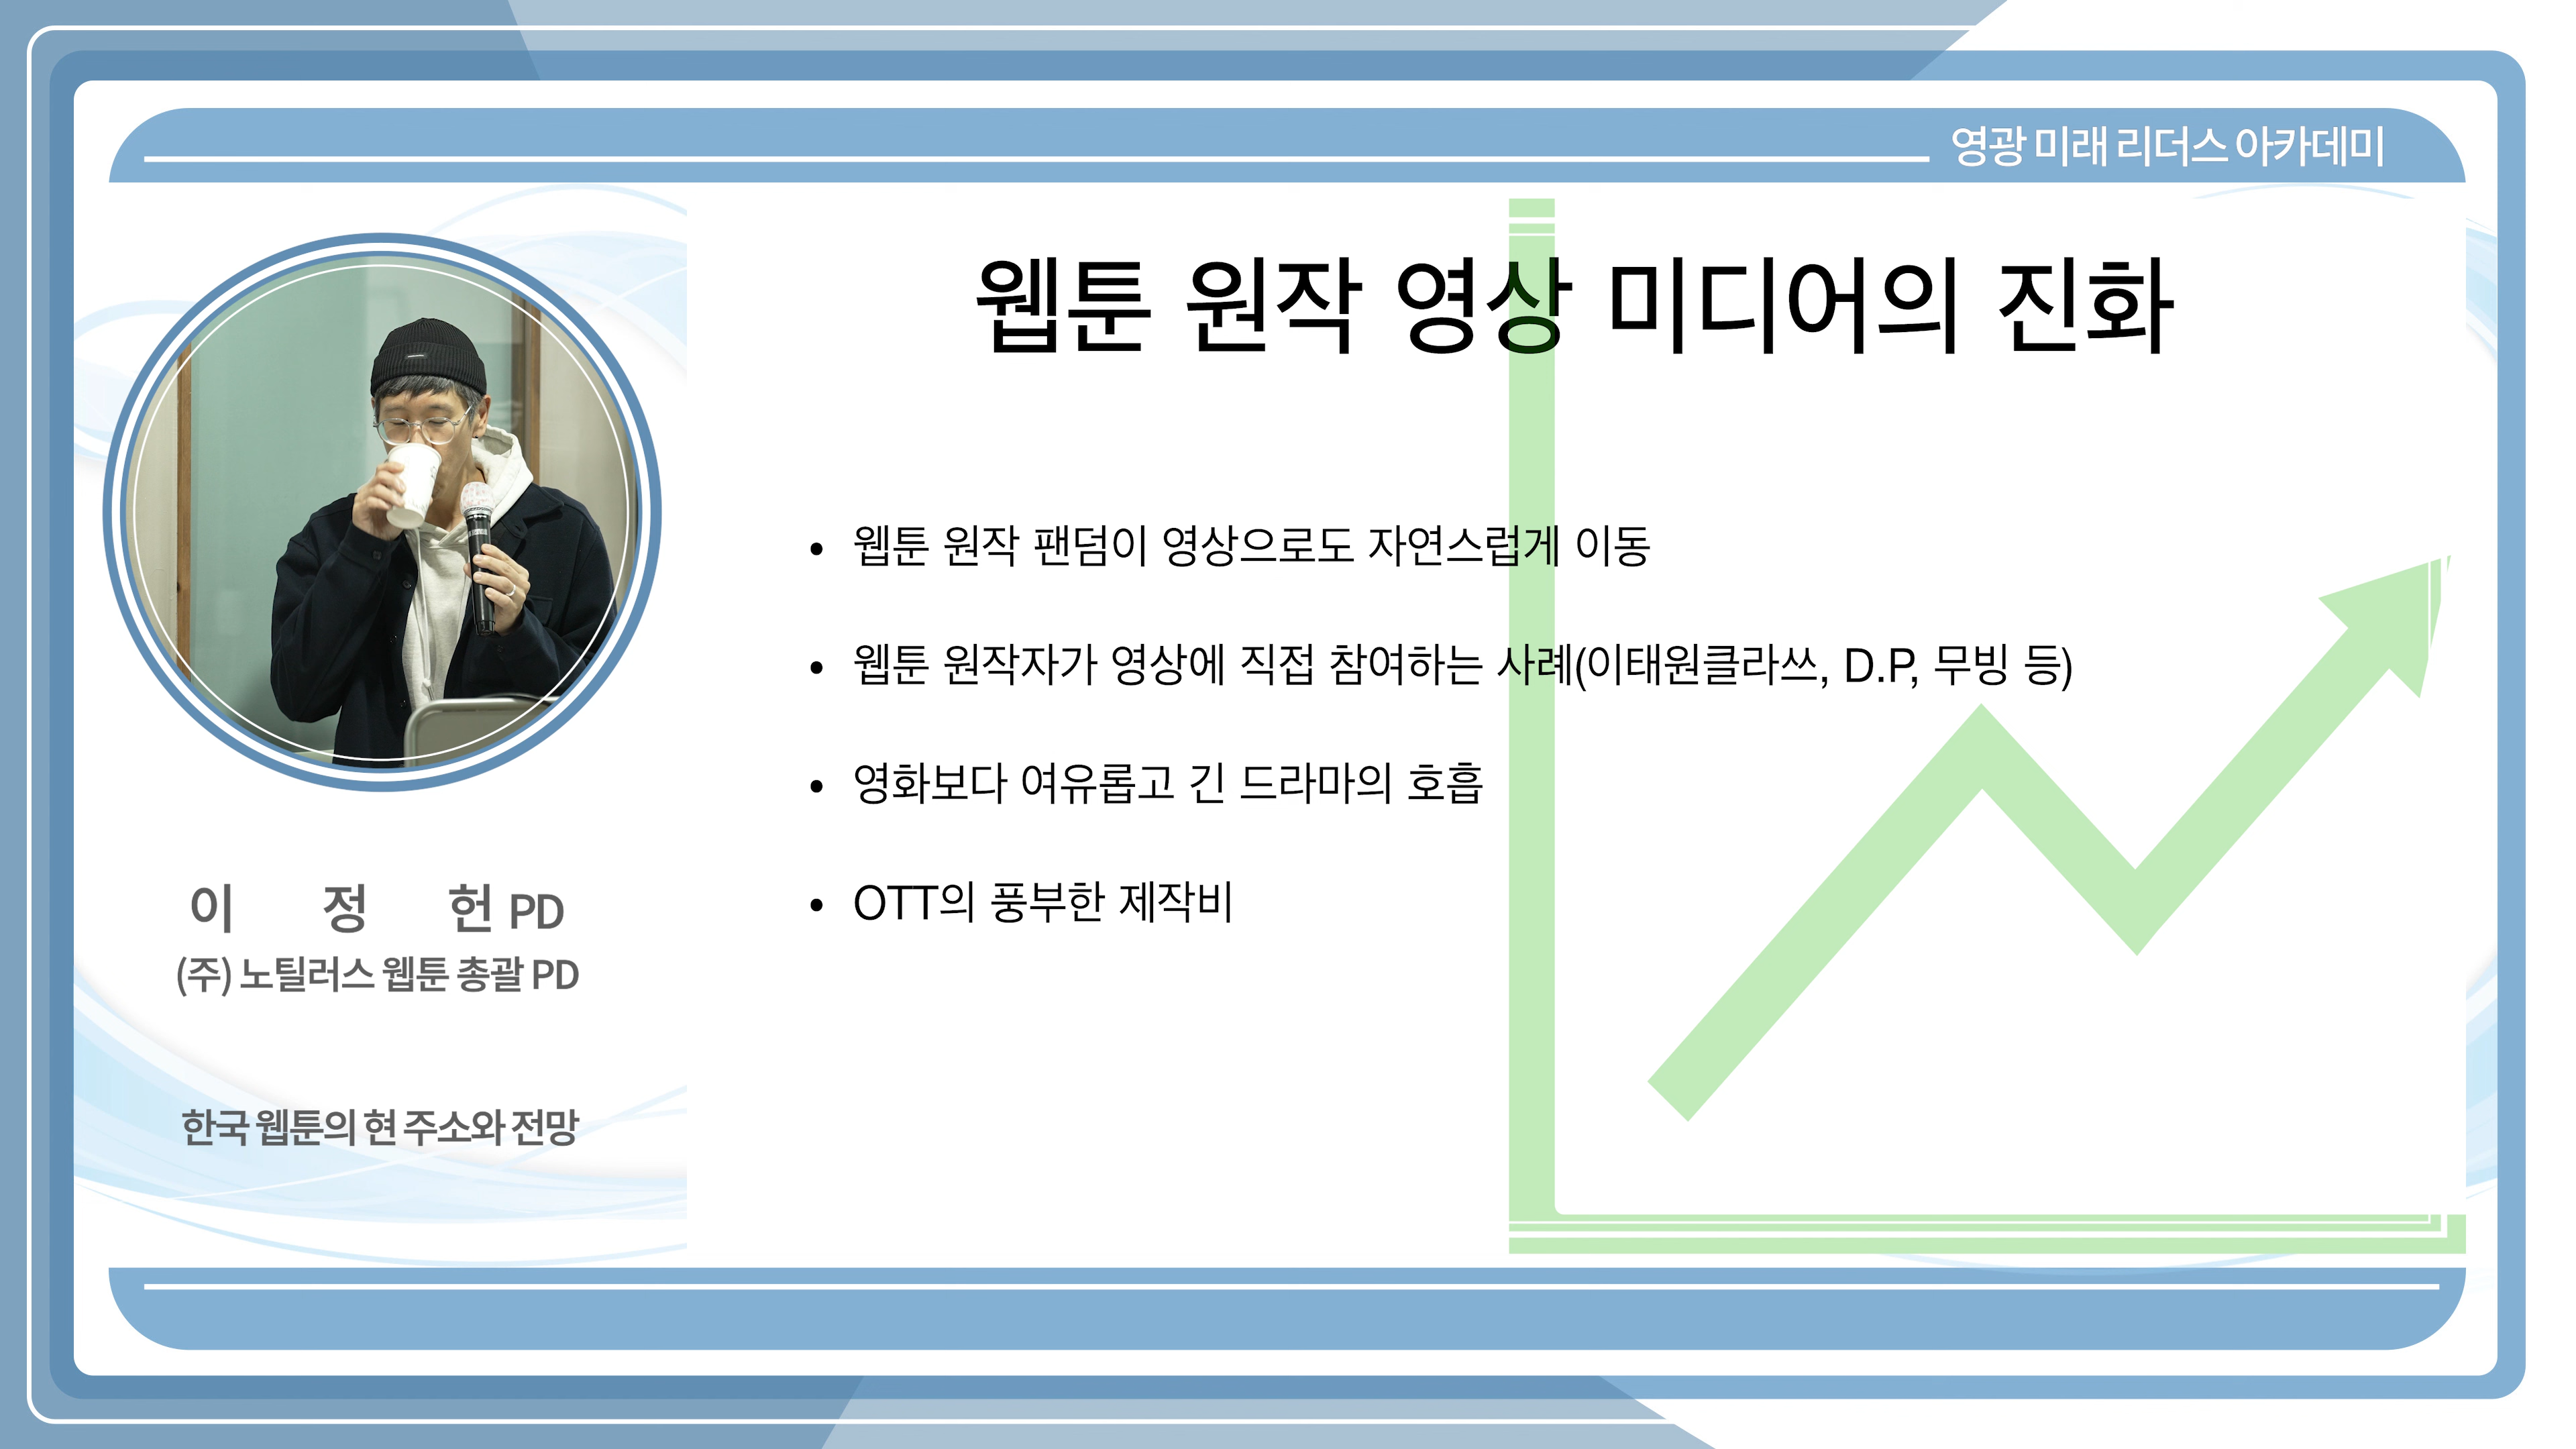 영광 미래 리더스 아카데미
웹툰 원작 영상 미디어의 진화
• 웹툰 원작 팬덤이 영상으로도 자연스럽게 이동
• 웹툰 원작자가 영상에 직접 참여하는 사례(이태원클라쓰, D.P, 무빙 등)
• 영화보다 여유롭고 긴 드라마의 호흡
• OTT의 풍부한 제작비
이 정 헌 PD
(주) 노틸러스 웹툰 총괄 PD
한국 웹툰의 현 주소와 전망